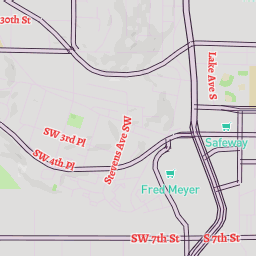 30th St
Lake Ave S
SW 3rd Pl
Stevens Ave SW
Safeway
SW 4th Pl
Fred Meyer
SW 7th St
S 7th St